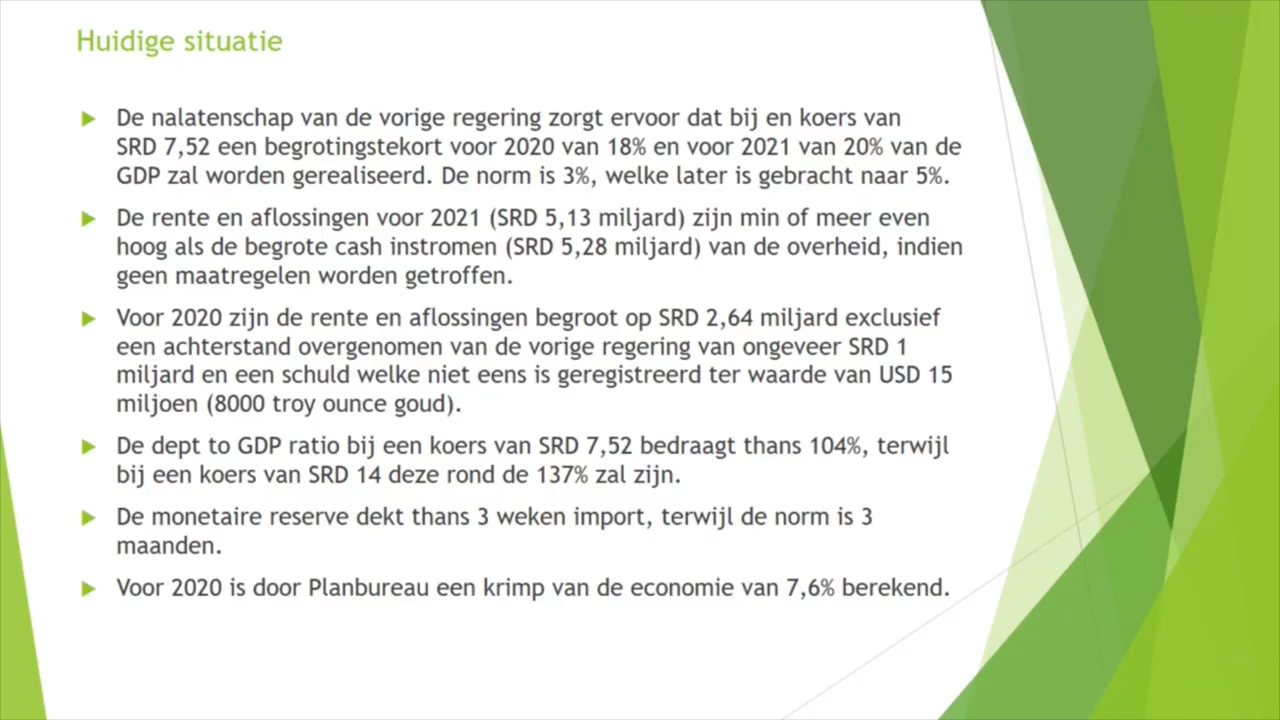 Huidige situatie
De nalatenschap van de vorige regering zorgt ervoor dat bij en koers van
SRD 7,52 een begrotingstekort voor 2020 van 18% en voor 2021 van 20% van de
GDP zal worden gerealiseerd. De norm is 3%, welke later is gebracht naar 5%.
De rente en aflossingen voor 2021 (SRD 5,13 miljard) zijn min of meer even
hoog als de begrote cash instromen (SRD 5,28 miljard) van de overheid, indien
geen maatregelen worden getroffen.
Voor 2020 zijn de rente en aflossingen begroot op SRD 2,64 miljard exclusief
een achterstand overgenomen van de vorige regering van ongeveer SRD 1
miljard en een schuld welke niet eens is geregistreerd ter waarde van USD 15
miljoen (8000 troy ounce goud).
De dept to GDP ratio bij een koers van SRD 7,52 bedraagt thans 104%, terwijl
bij een koers van SRD 14 deze rond de 137% zal zijn.
De monetaire reserve dekt thans 3 weken import, terwijl de norm is 3
maanden.
Voor 2020 is door Planbureau een krimp van de economie van 7,6% berekend.